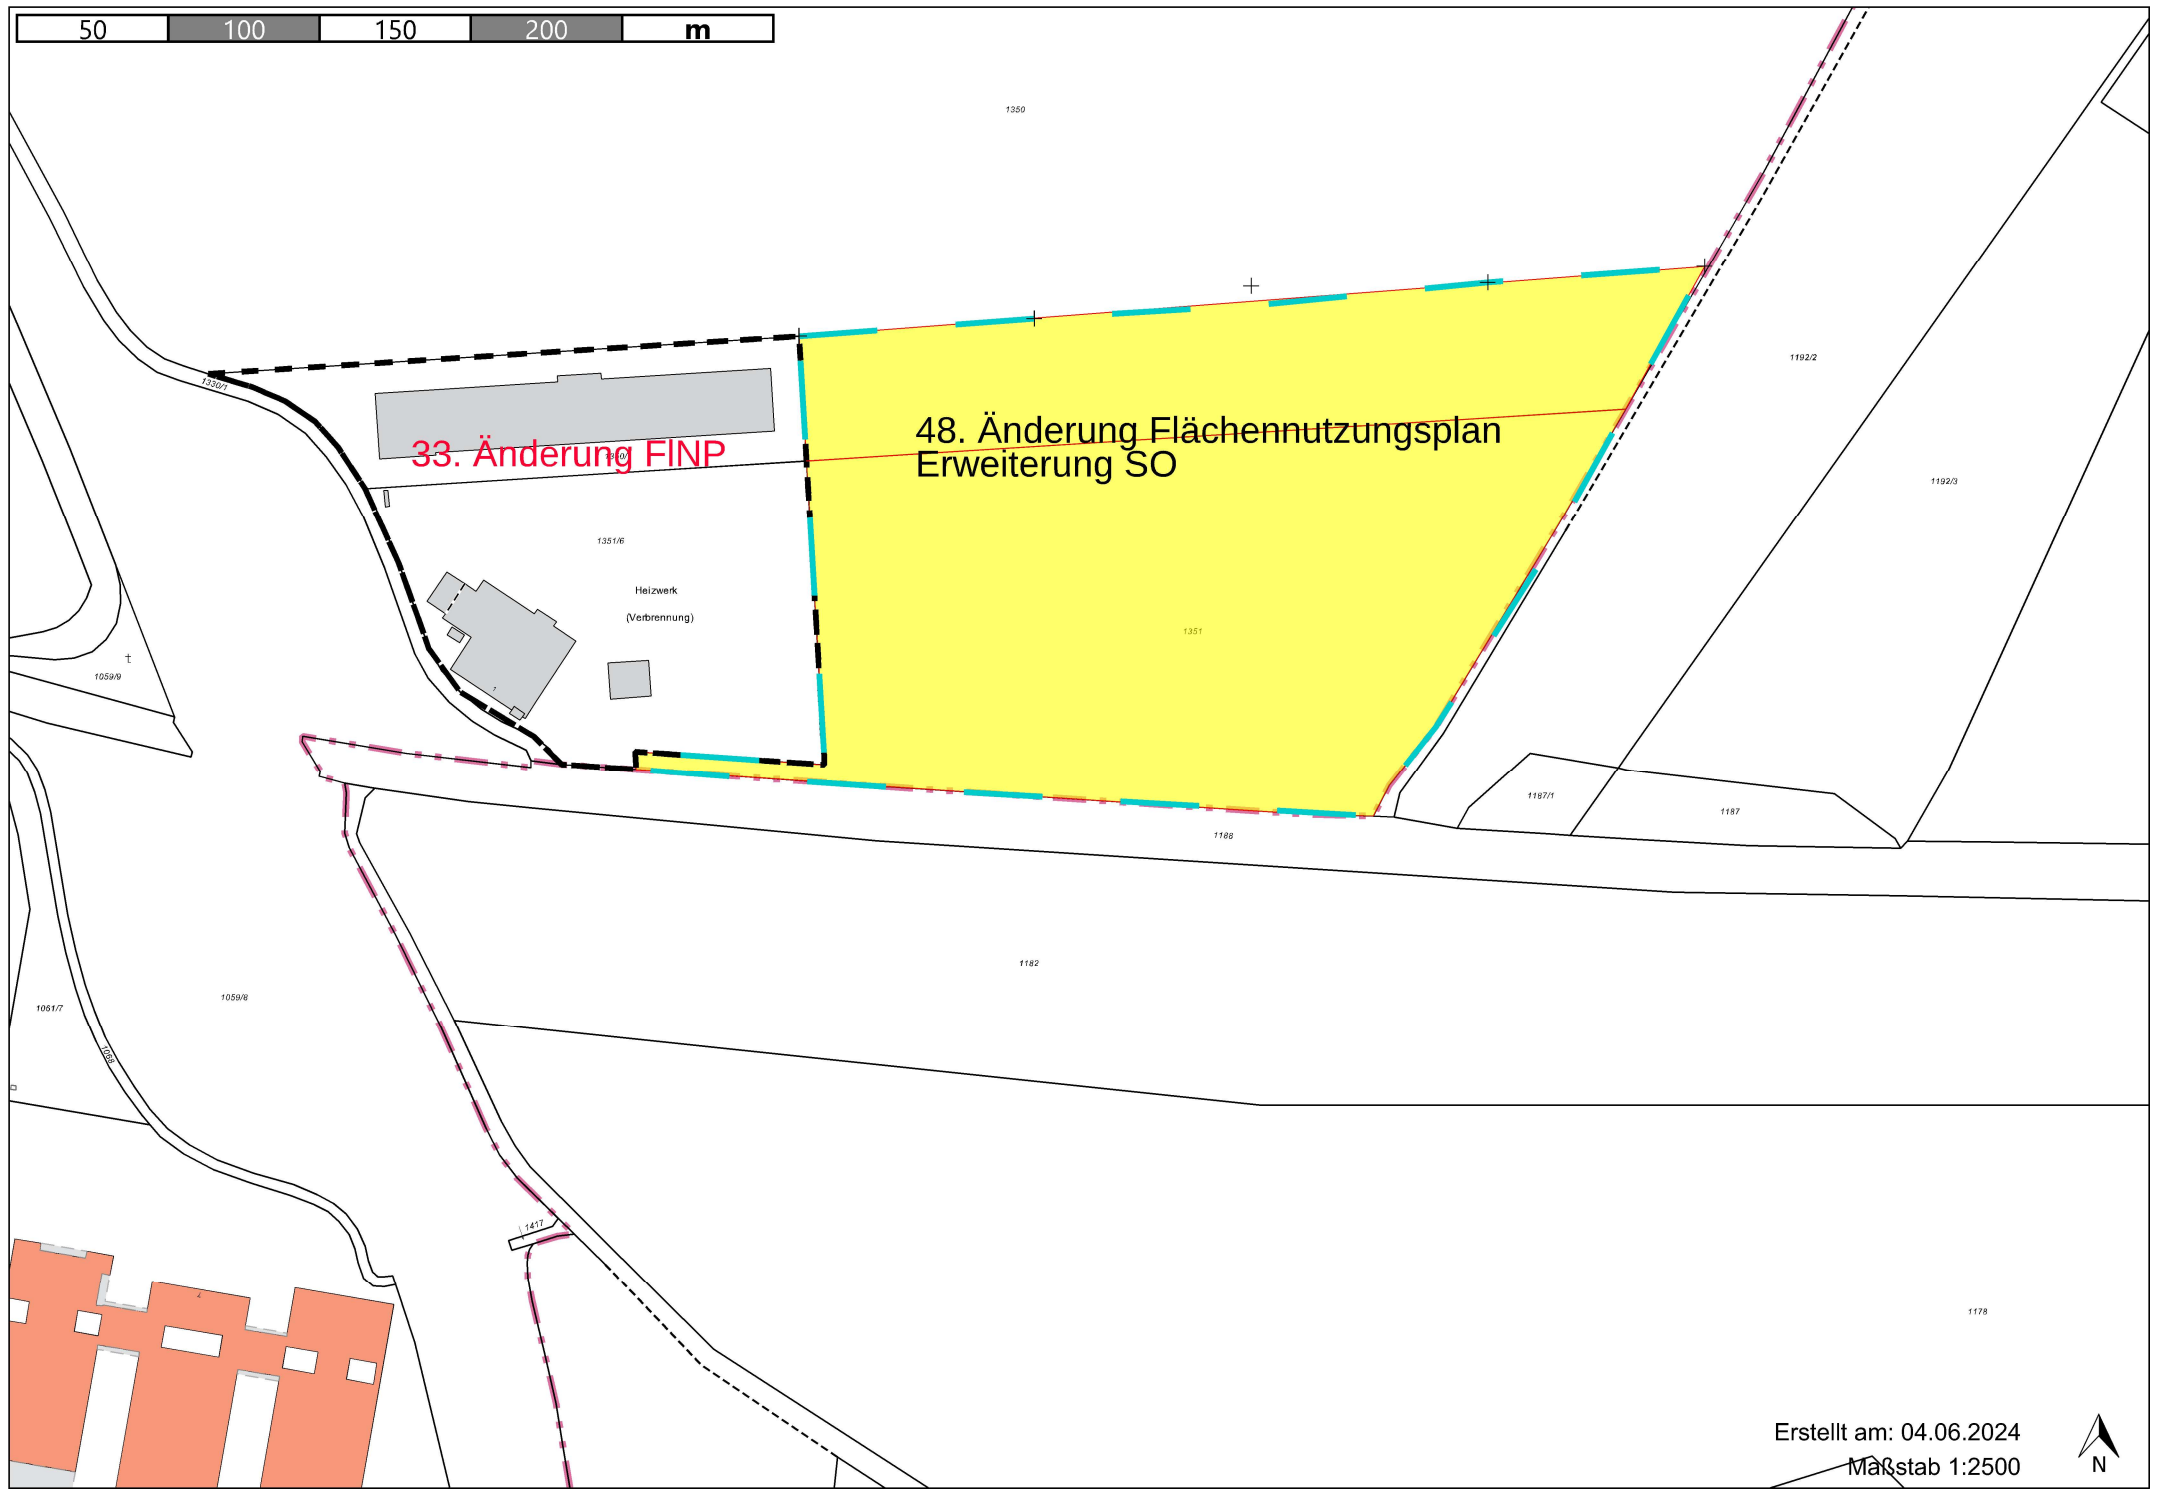 50 100 150 200 m
1350
1330/1
1192/2
48. Änderung Flächennutzungsplan
Erweiterung SO
33. Änderung FlNP
1192/3
1351/6
Heizwerk
(Verbrennung)
1351
1059/9
1187/1
1187
1182
1059/8
1061/7
1068
1417
1178
Erstellt am: 04.06.2024
Maßstab 1:2500
N